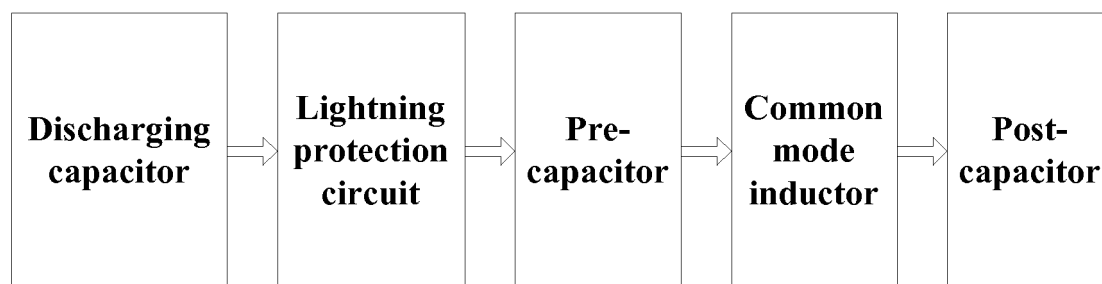 Discharging
capacitor
Lightning
protection
circuit
Pre-
capacitor
Common
mode
inductor
Post-
capacitor